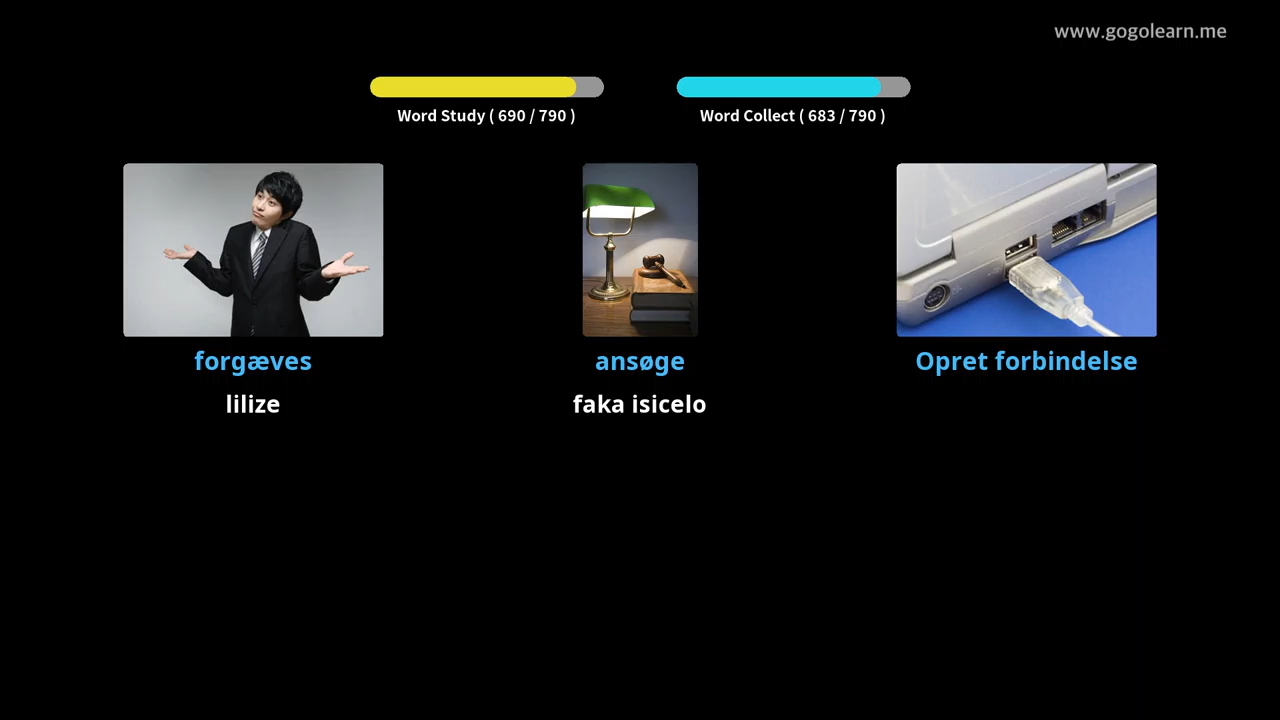 www.gogolearn.me
Word Study ( 690 / 790 )
Word Collect ( 683 / 790 )
forgæves
ansøge
Opret forbindelse
lilize
faka isicelo